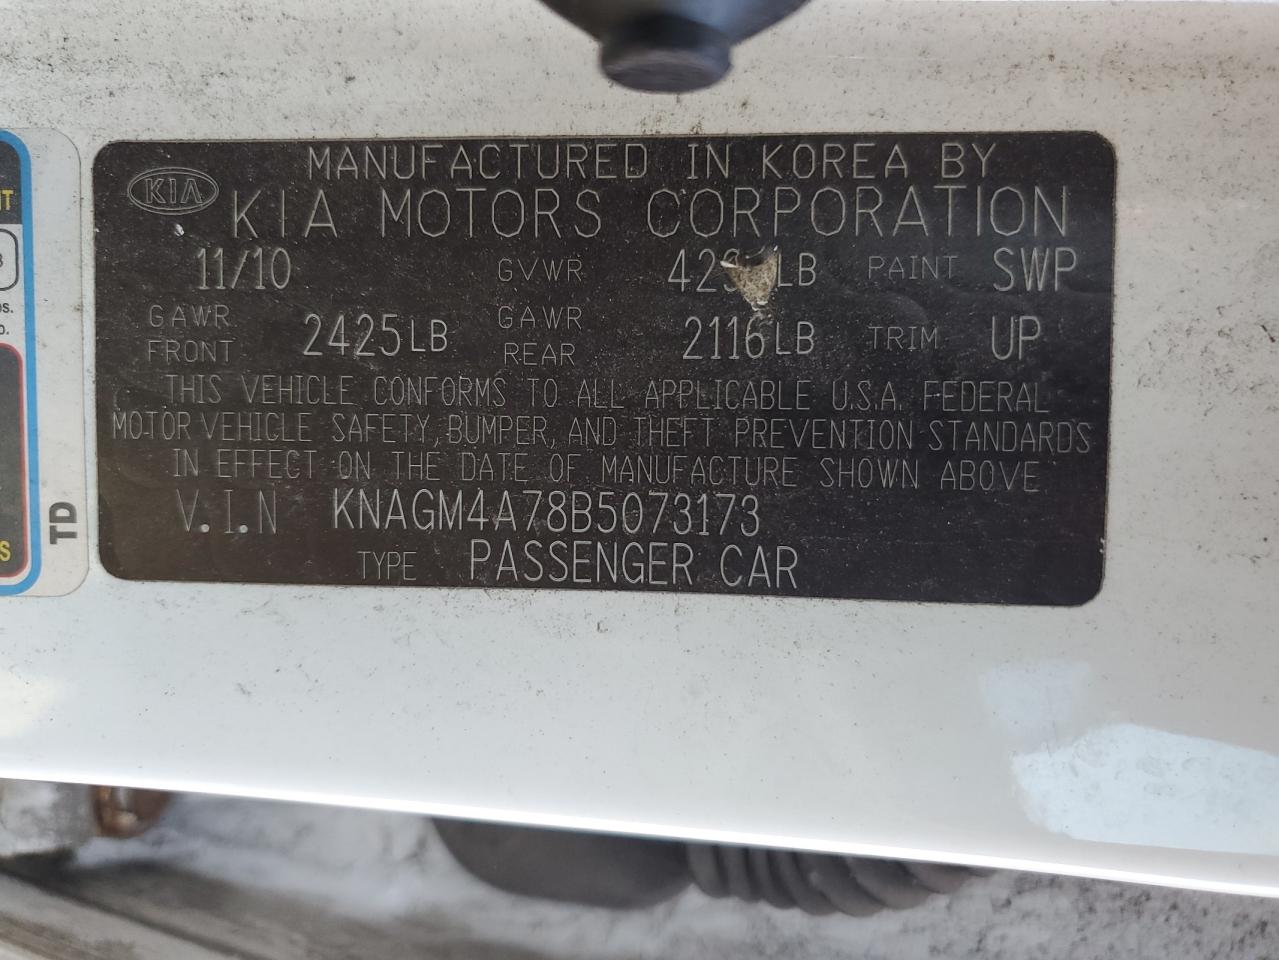 MANUFACTURED IN KOREA BY
KIA
KIA MOTORS CORPORATION
11/10 GVWR LB PAINT SWP
GAWR FRONT 2425LB GAWR REAR 2116LB TRIM UP
THIS VEHICLE CONFORMS TO ALL APPLICABLE U.S.A. FEDERAL
MOTOR VEHICLE SAFETY, BUMPER, AND THEFT PREVENTION STANDARDS
IN EFFECT ON THE DATE OF MANUFACTURE SHOWN ABOVE
V.I.N KNAGM4A78B5073173
TYPE PASSENGER CAR
TD